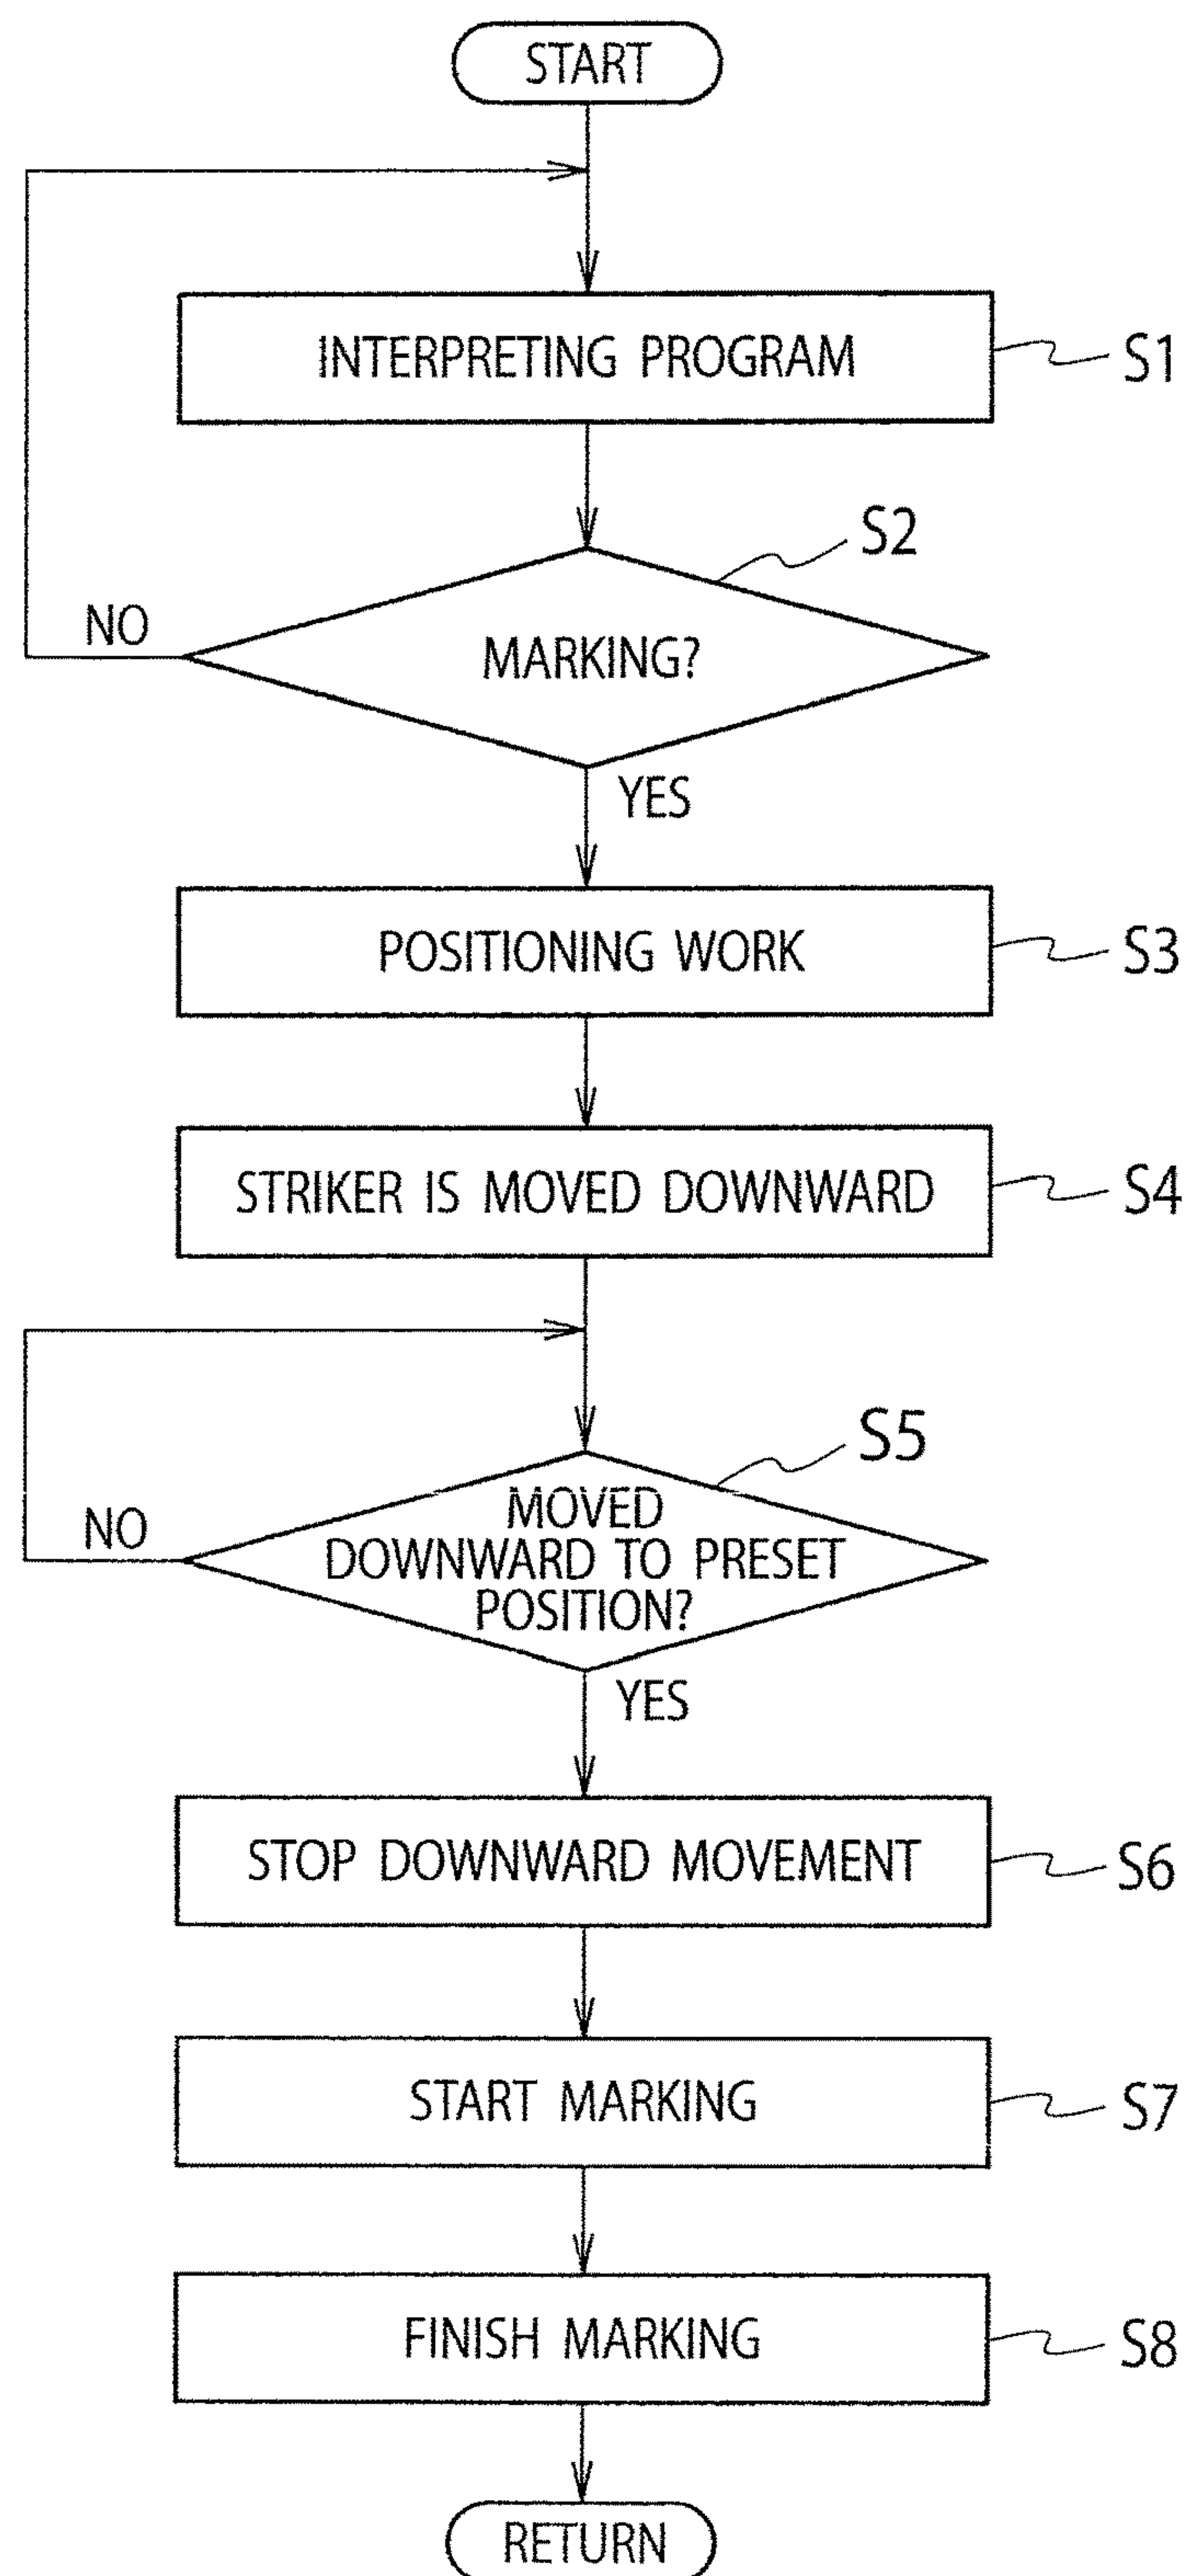 START
INTERPRETING PROGRAM
S1
S2
NO
MARKING?
YES
POSITIONING WORK
S3
STRIKER IS MOVED DOWNWARD
S4
S5
NO
MOVED
DOWNWARD TO PRESET
POSITION?
YES
STOP DOWNWARD MOVEMENT
S6
START MARKING
S7
FINISH MARKING
S8
RETURN